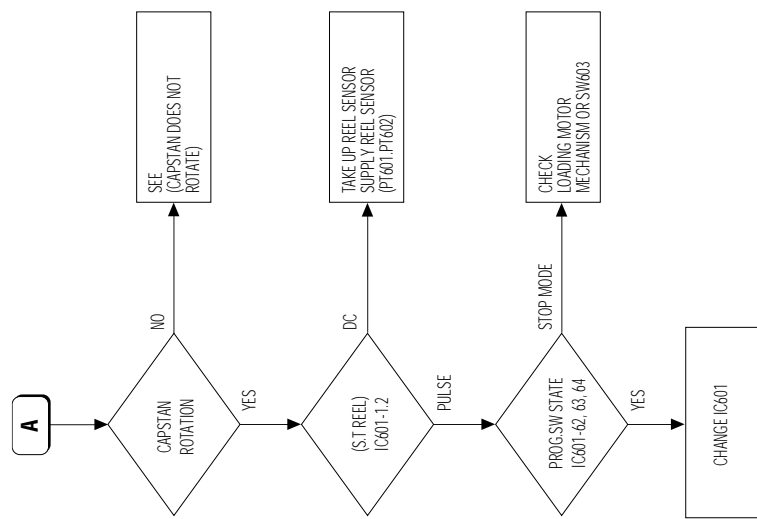 A
CAPSTAN
ROTATION
NO
SEE
(CAPSTAN DOES NOT
ROTATE)
YES
(S.T REEL)
IC601-1.2
DC
TAKE UP REEL SENSOR
SUPPLY REEL SENSOR
(PT601.PT602)
PULSE
PROG.SW STATE
IC601-62, 63, 64
STOP MODE
CHECK
LOADING MOTOR
MECHANISM OR SW603
YES
CHANGE IC601